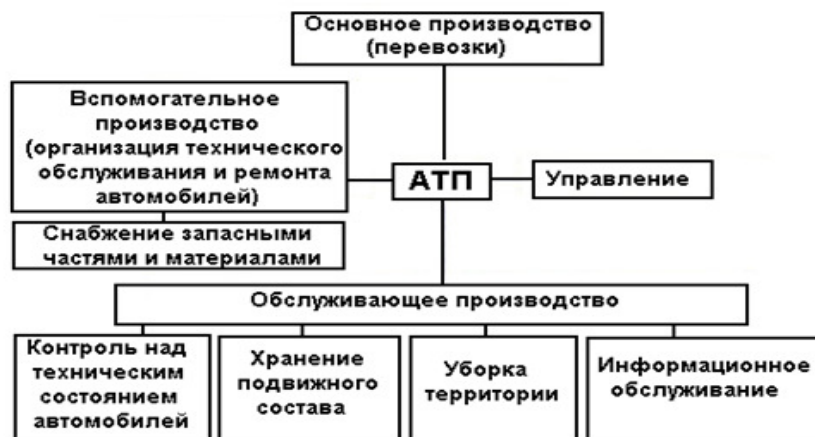 Основное производство
(перевозки)
Вспомогательное
производство
(организация технического
обслуживания и ремонта
автомобилей)
АТП
Управление
Снабжение запасными
частями и материалами
Обслуживающее производство
Контроль над
техническим
состоянием
автомобилей
Хранение
подвижного
состава
Уборка
территории
Информационное
обслуживание